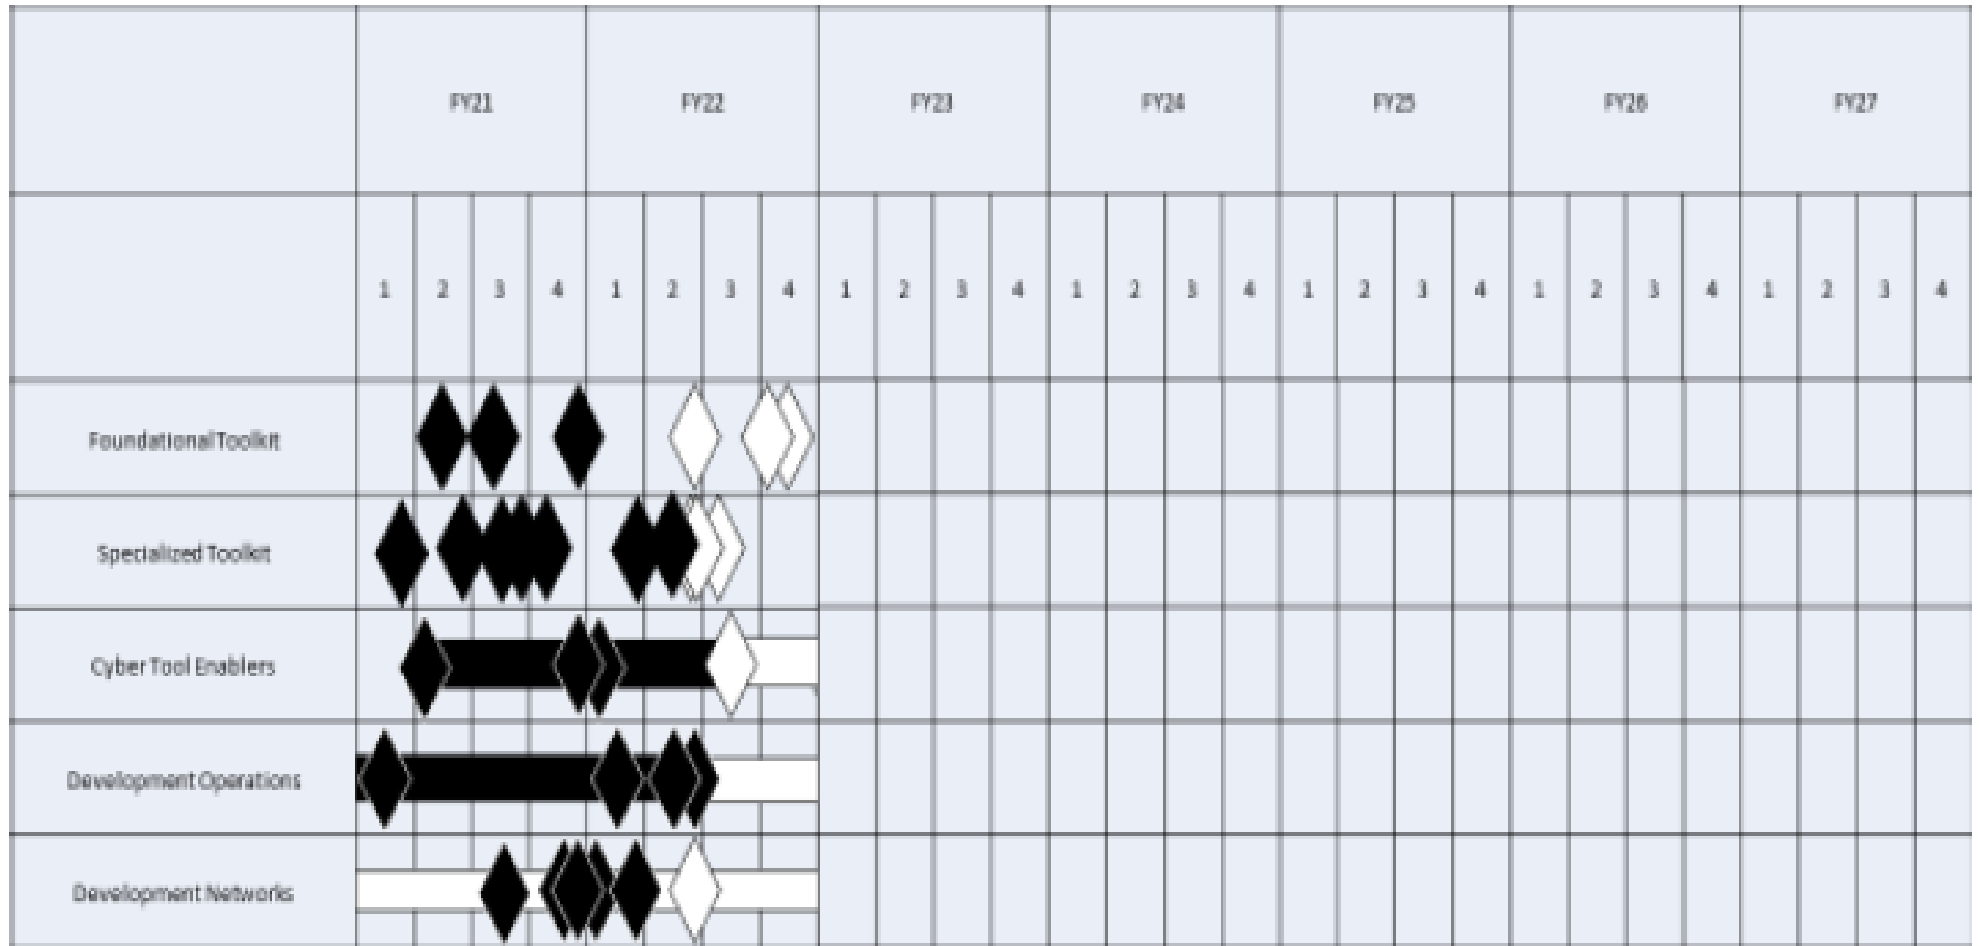 FY21 FY22 FY23 FY24 FY25 FY26 FY27
1 2 3 4 1 2 3 4 1 2 3 4 1 2 3 4 1 2 3 4 1 2 3 4 1 2 3 4
Foundational Toolkit
Specialized Toolkit
Cyber Tool Enablers
Development Operations
Development Networks